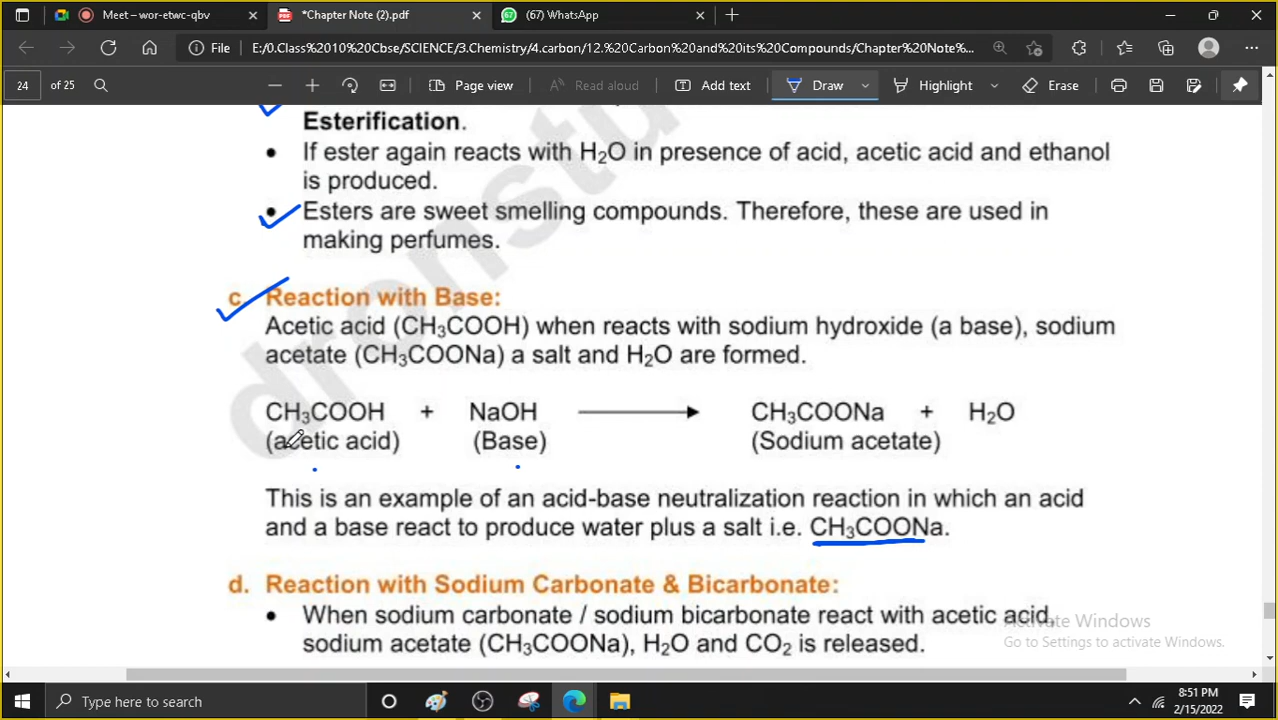 Meet – wor-etwc-qbv
*Chapter Note (2).pdf
(67) WhatsApp
File
E:/0.Class%2010%20Cbse/SCIENCE/3.Chemistry/4.carbon/12.%20Carbon%20and%20its%20Compounds/Chapter%20Note%...
24 of 25
Page view
Read aloud
Add text
Draw
Highlight
Erase
Esterification.
• If ester again reacts with H₂O in presence of acid, acetic acid and ethanol
is produced.
• Esters are sweet smelling compounds. Therefore, these are used in
making perfumes.
c. Reaction with Base:
Acetic acid (CH₃COOH) when reacts with sodium hydroxide (a base), sodium
acetate (CH₃COONa) a salt and H₂O are formed.
CH₃COOH + NaOH ⟶ CH₃COONa + H₂O
(acetic acid) (Base) (Sodium acetate)
This is an example of an acid-base neutralization reaction in which an acid
and a base react to produce water plus a salt i.e. CH₃COONa.
d. Reaction with Sodium Carbonate & Bicarbonate:
• When sodium carbonate / sodium bicarbonate react with acetic acid,
sodium acetate (CH₃COONa), H₂O and CO₂ is released.
dronstu
Activate Windows
Go to Settings to activate Windows.
Type here to search
8:51 PM
2/15/2022